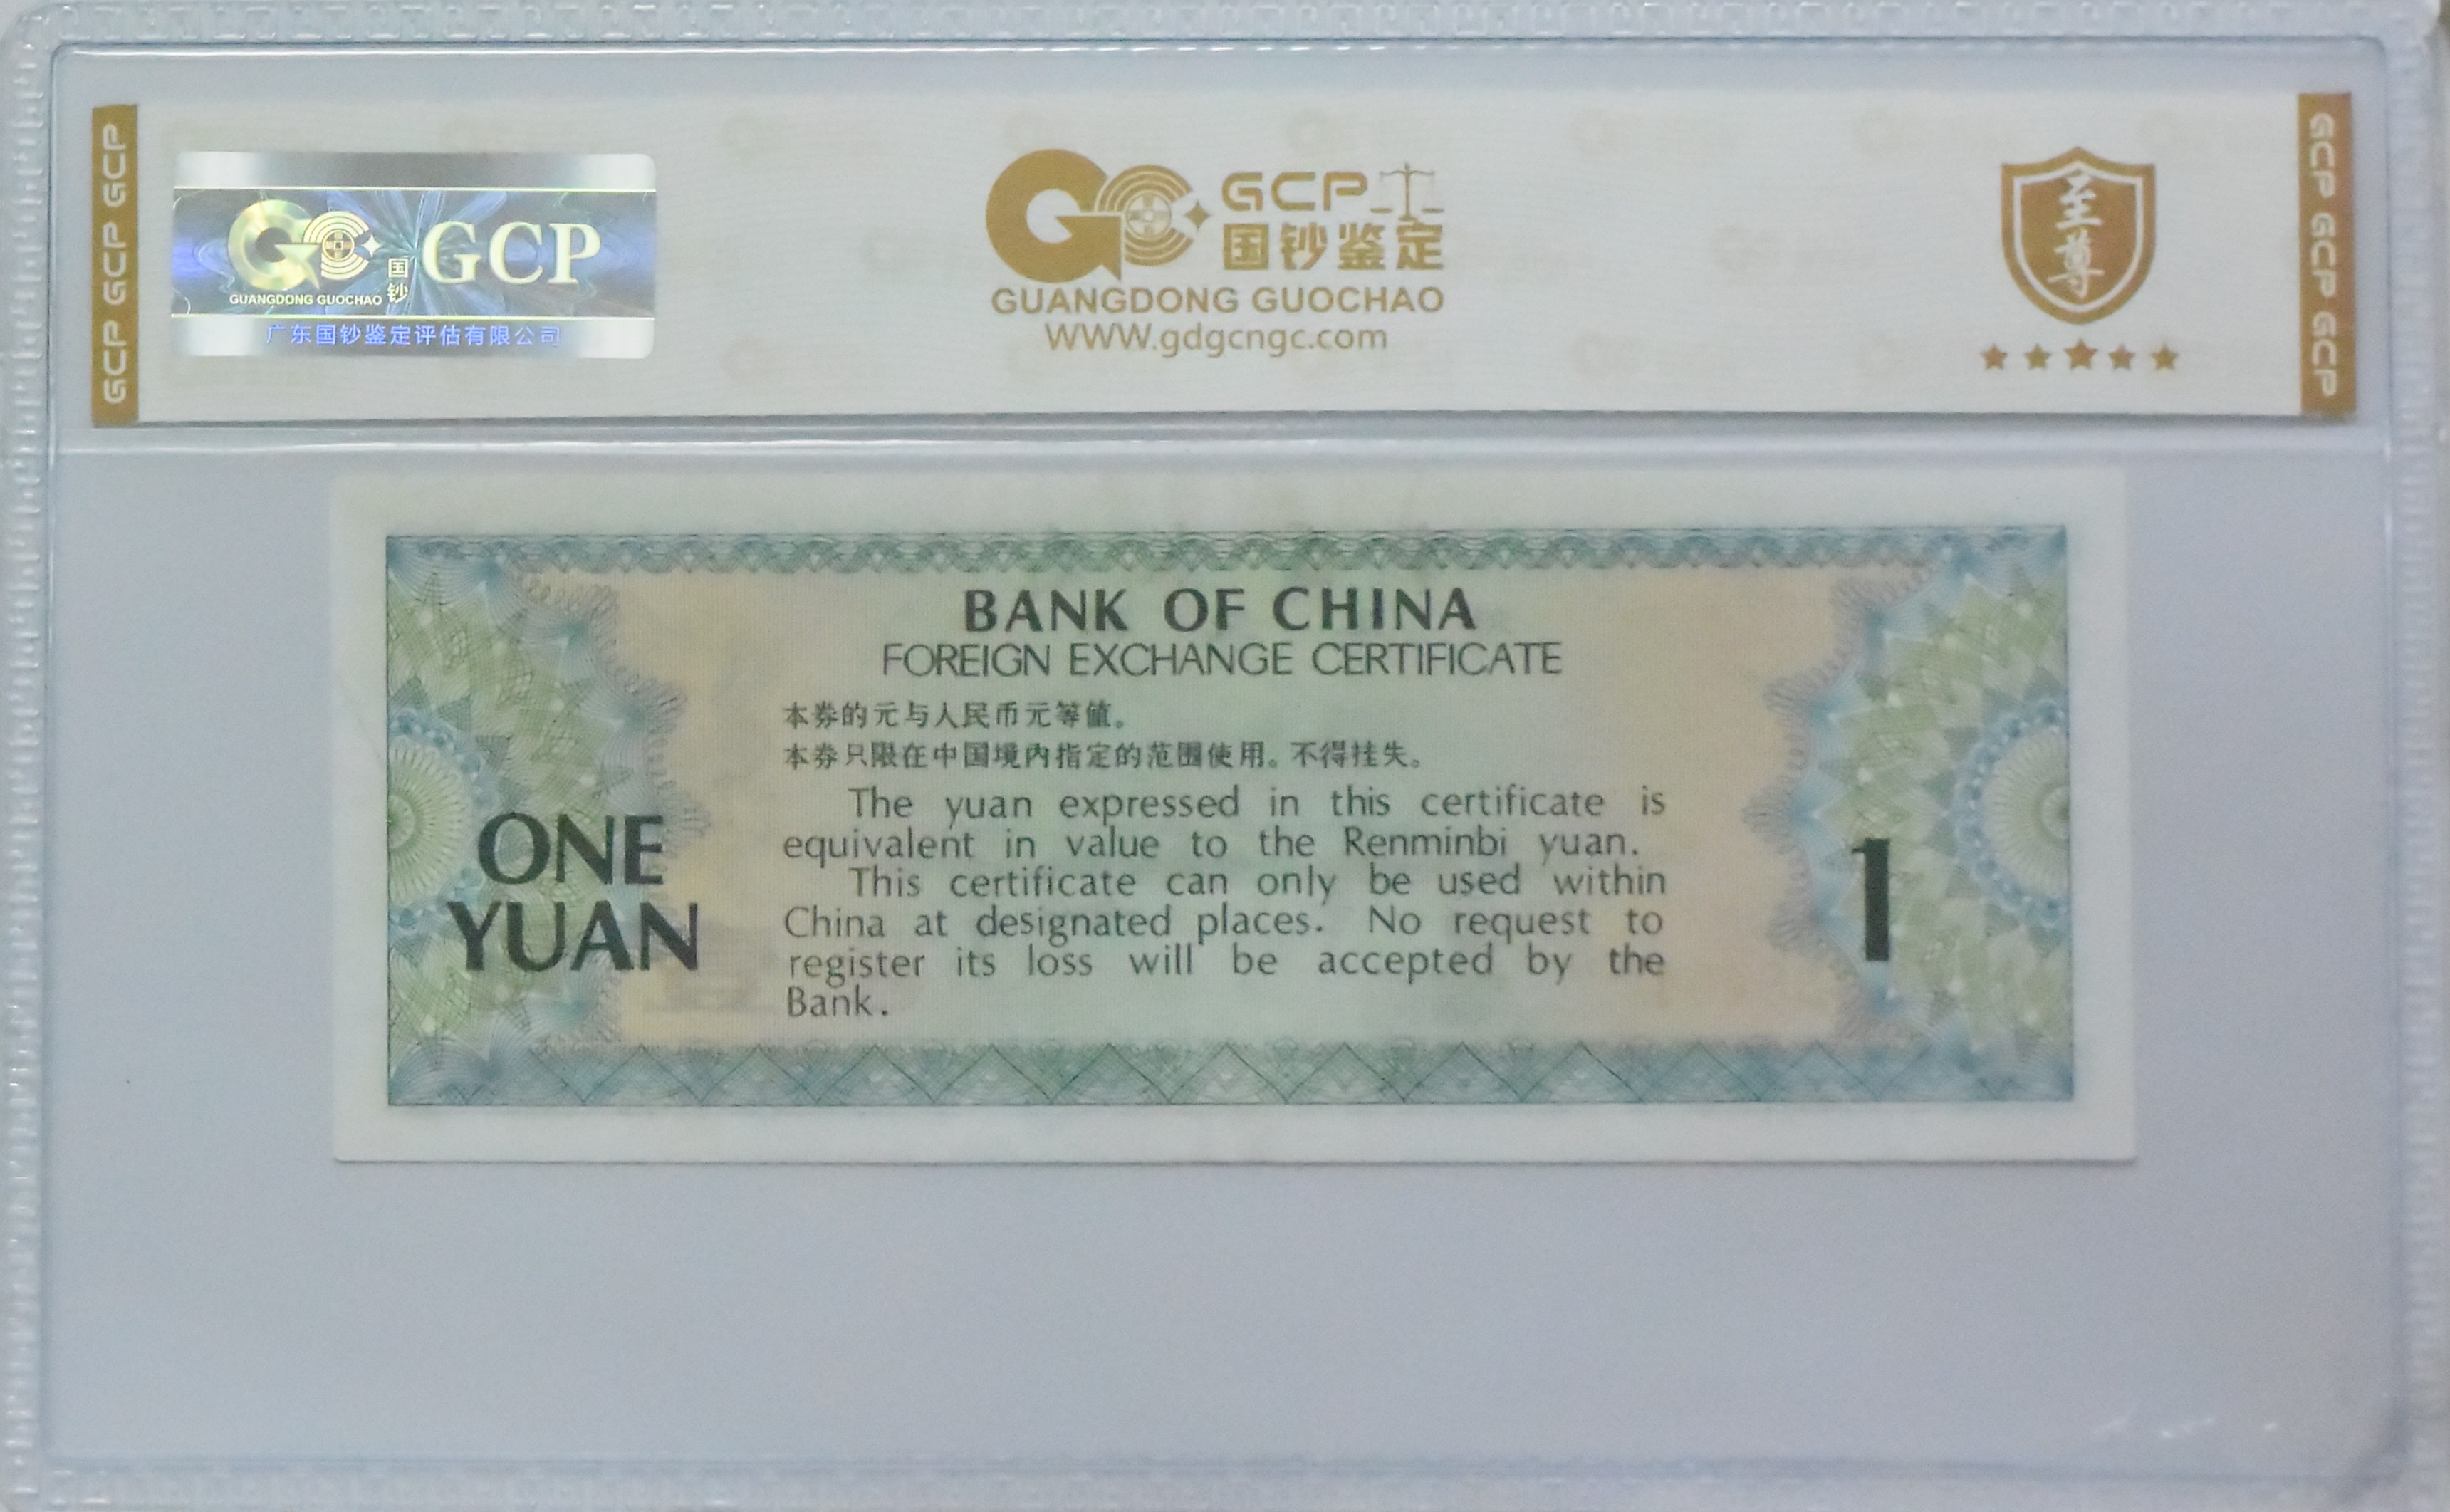 GCP GCP GCP
国钞
GCP
GUANGDONG GUOCHAO
广东国钞鉴定评估有限公司
GCP
国钞鉴定
GUANGDONG GUOCHAO
WWW.gdgcngc.com
至尊
GCP GCP GCP
BANK OF CHINA
FOREIGN EXCHANGE CERTIFICATE
本券的元与人民币元等值。
本券只限在中国境内指定的范围使用。不得挂失。
The yuan expressed in this certificate is
equivalent in value to the Renminbi yuan.
This certificate can only be used within
China at designated places. No request to
register its loss will be accepted by the
Bank.
ONE
YUAN
1